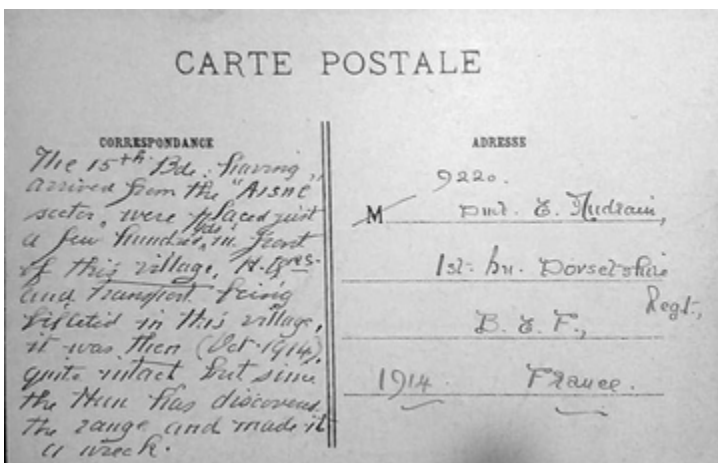 CARTE POSTALE
CORRESPONDANCE
The 15th Bde. having
arrived from the "Aisne"
sector, were placed just
a few hundred yds in front
of this village, H. Qrs-
and Transport being
billeted in this village,
it was then (Oct-1914),
quite intact but since
the Hun has discovered
the range and made it
a wreck.
ADRESSE
9220.
M Dmr. E.
1st. bn. Dorsetshire
Regt.,
B. E. F.,
1914. France.